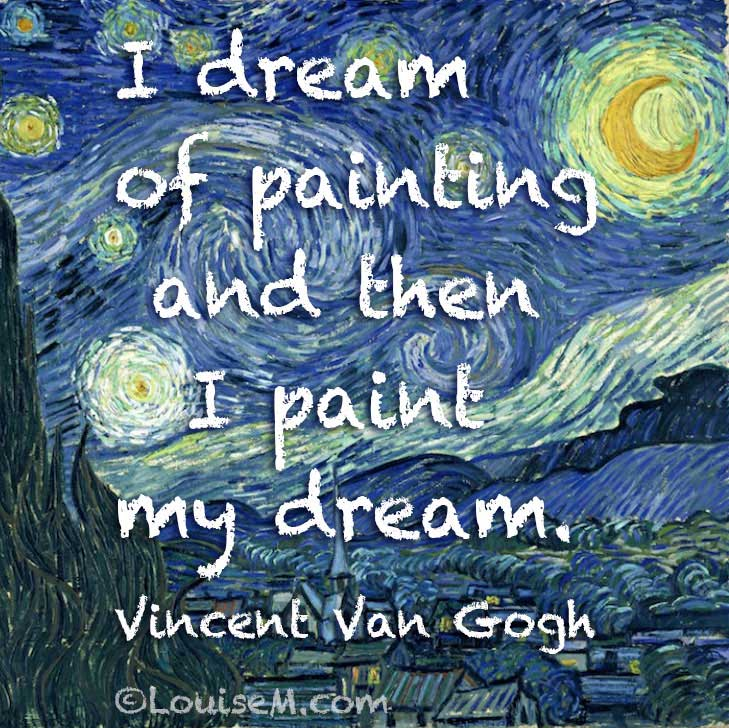 I dream
of painting
and then
I paint
my dream.
Vincent Van Gogh
©LouiseM.com